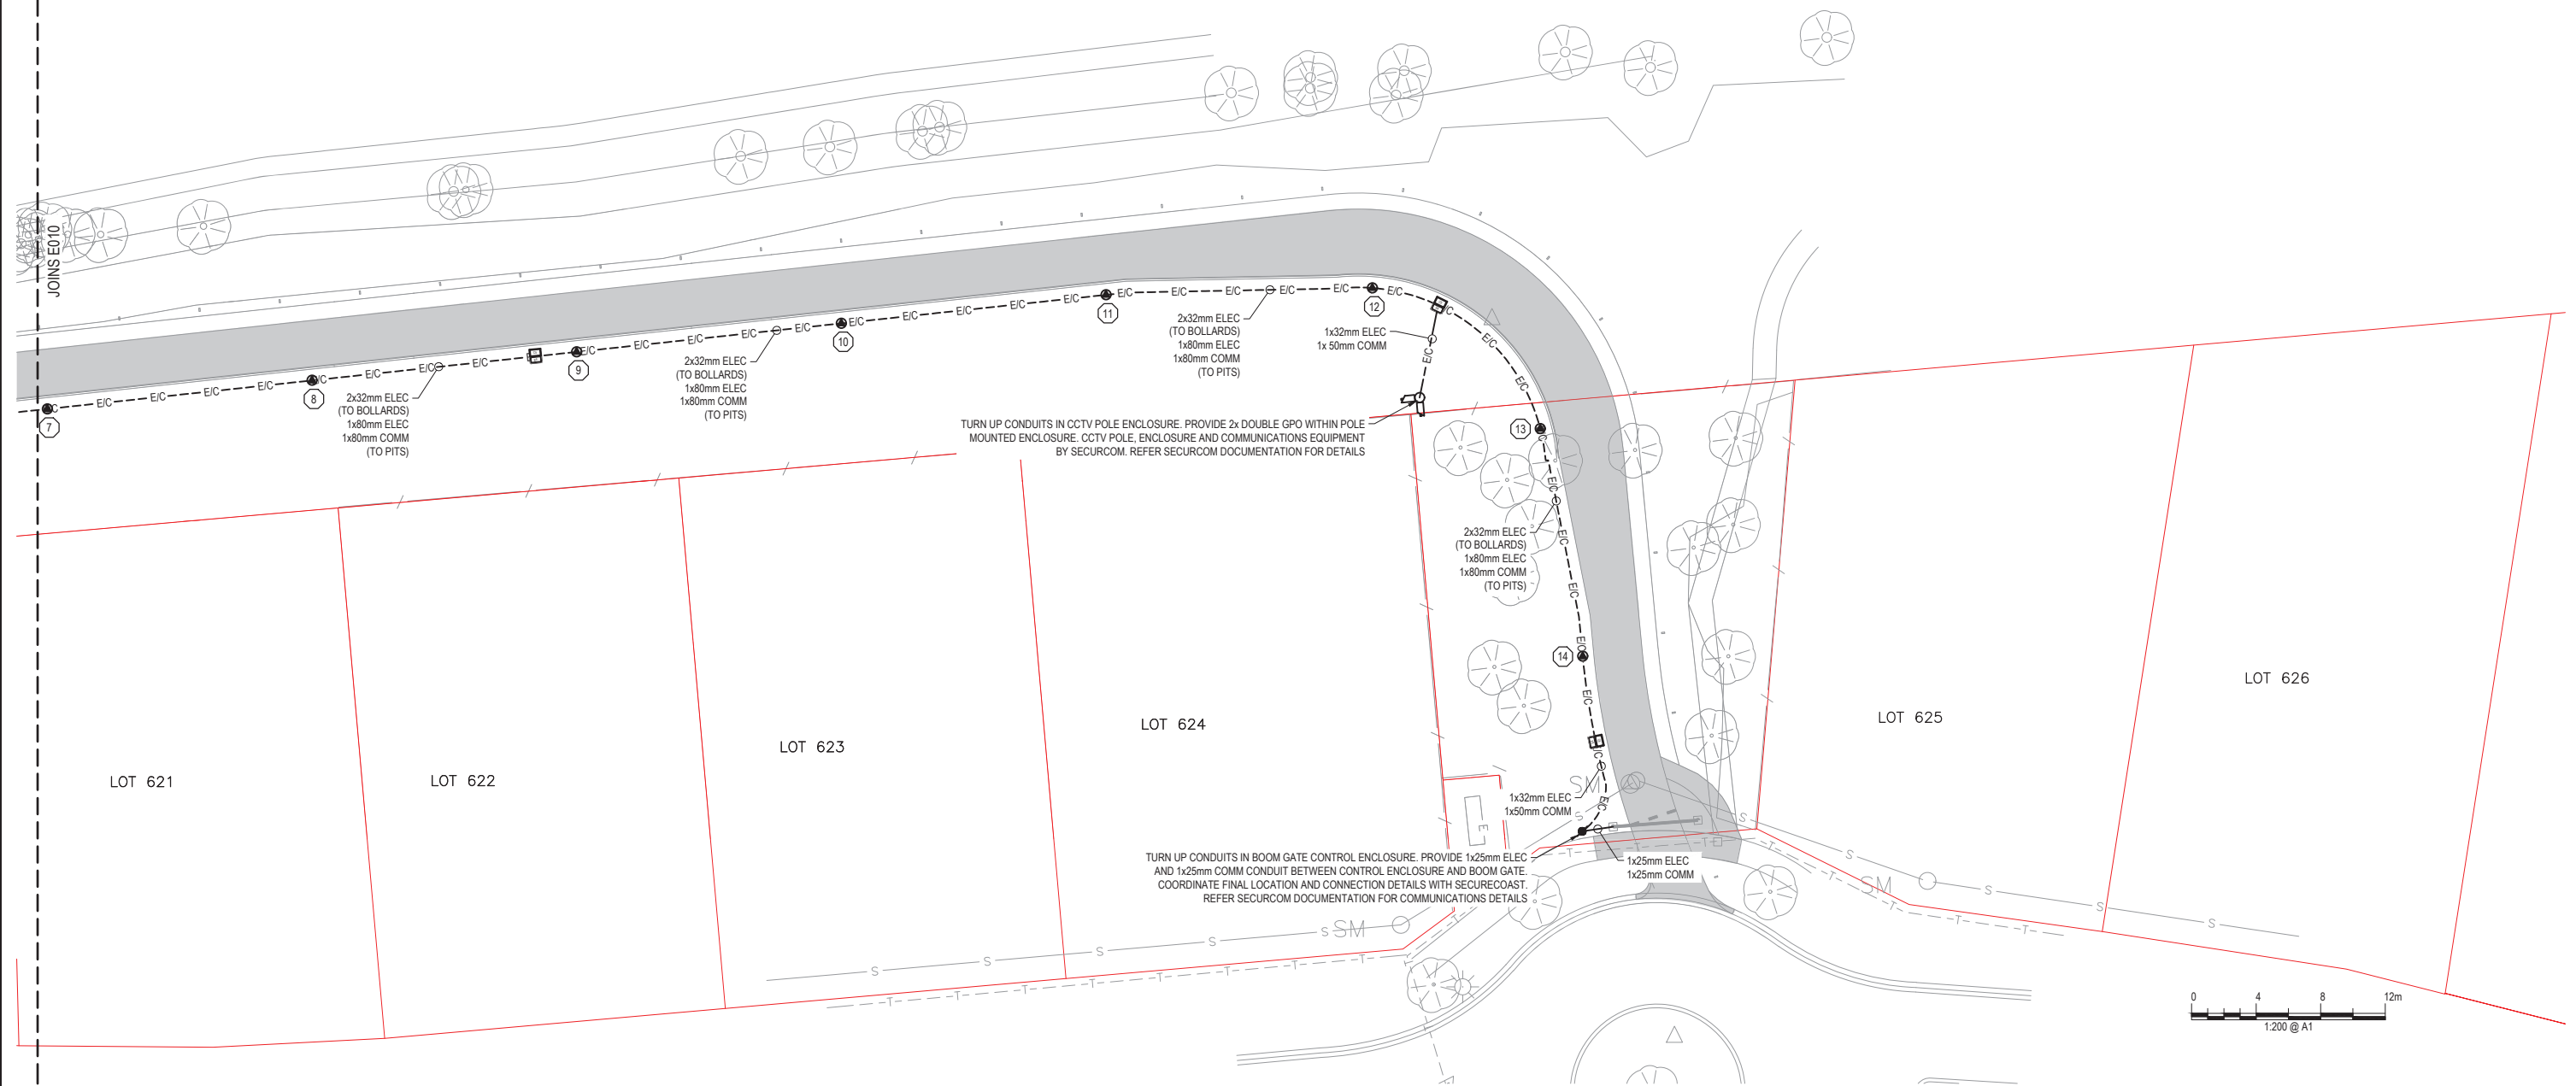 JOINS E010
E/C
7
8
9
10
11
12
13
14
2x32mm ELEC
(TO BOLLARDS)
1x80mm ELEC
1x80mm COMM
(TO PITS)
2x32mm ELEC
(TO BOLLARDS)
1x80mm ELEC
1x80mm COMM
(TO PITS)
2x32mm ELEC
(TO BOLLARDS)
1x80mm ELEC
1x80mm COMM
(TO PITS)
1x32mm ELEC
1x 50mm COMM
TURN UP CONDUITS IN CCTV POLE ENCLOSURE. PROVIDE 2x DOUBLE GPO WITHIN POLE
MOUNTED ENCLOSURE. CCTV POLE, ENCLOSURE AND COMMUNICATIONS EQUIPMENT
BY SECURCOM. REFER SECURCOM DOCUMENTATION FOR DETAILS
2x32mm ELEC
(TO BOLLARDS)
1x80mm ELEC
1x80mm COMM
(TO PITS)
LOT 621
LOT 622
LOT 623
LOT 624
LOT 625
LOT 626
SM
1x32mm ELEC
1x50mm COMM
E
TURN UP CONDUITS IN BOOM GATE CONTROL ENCLOSURE. PROVIDE 1x25mm ELEC
AND 1x25mm COMM CONDUIT BETWEEN CONTROL ENCLOSURE AND BOOM GATE.
COORDINATE FINAL LOCATION AND CONNECTION DETAILS WITH SECURECOAST.
REFER SECURCOM DOCUMENTATION FOR COMMUNICATIONS DETAILS
1x25mm ELEC
1x25mm COMM
SM
S S S S S SM
T T T T T T T T
0 4 8 12m
1:200 @ A1